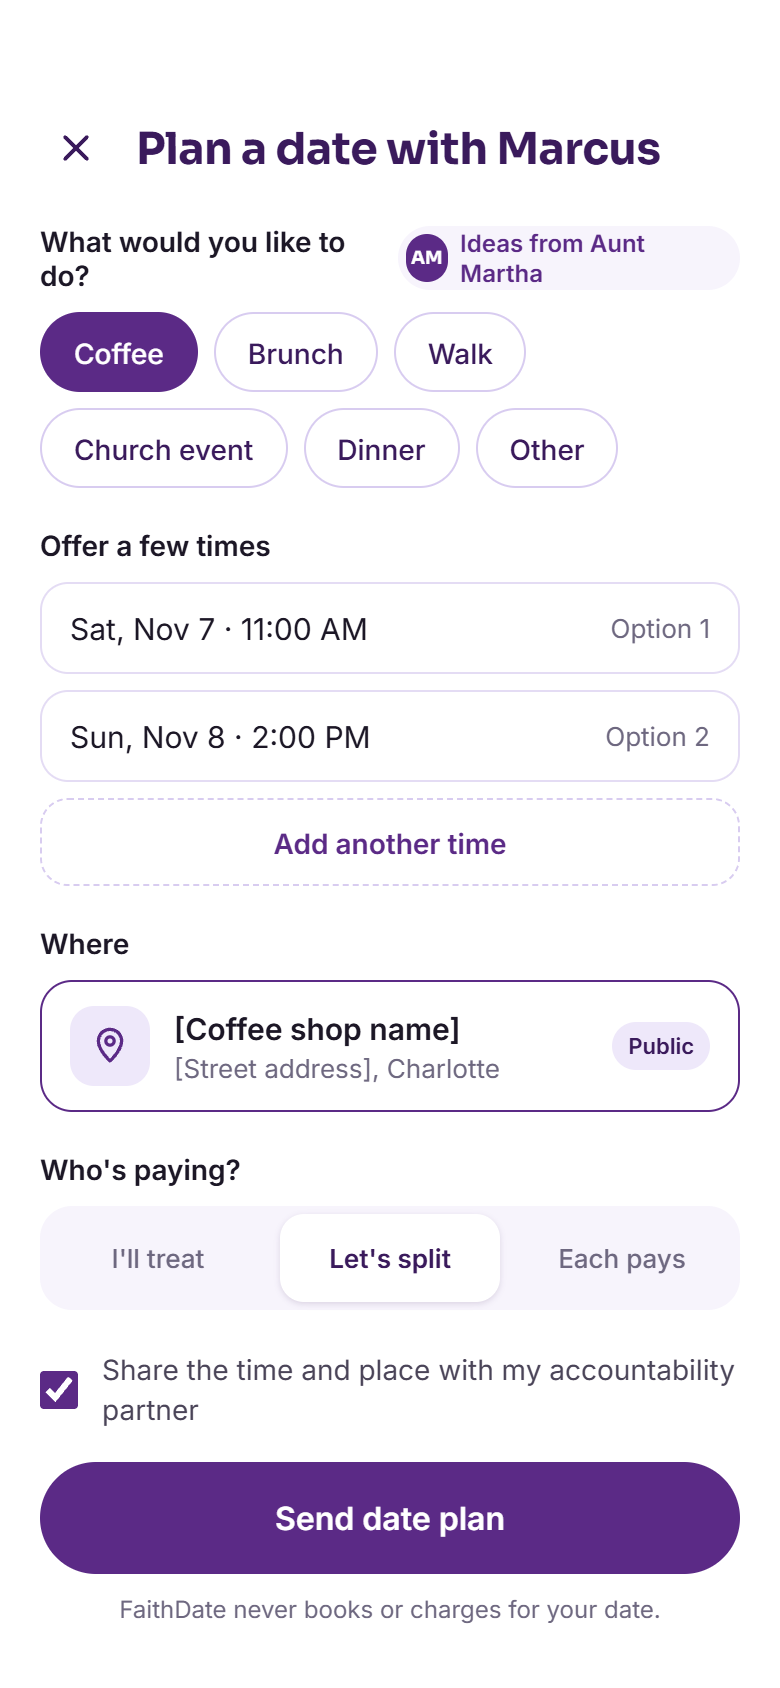 Plan a date with Marcus
What would you like to
do?
AM
Ideas from Aunt
Martha
Coffee
Brunch
Walk
Church event
Dinner
Other
Offer a few times
Sat, Nov 7 · 11:00 AM
Option 1
Sun, Nov 8 · 2:00 PM
Option 2
Add another time
Where
[Coffee shop name]
[Street address], Charlotte
Public
Who's paying?
I'll treat
Let's split
Each pays
Share the time and place with my accountability
partner
Send date plan
FaithDate never books or charges for your date.